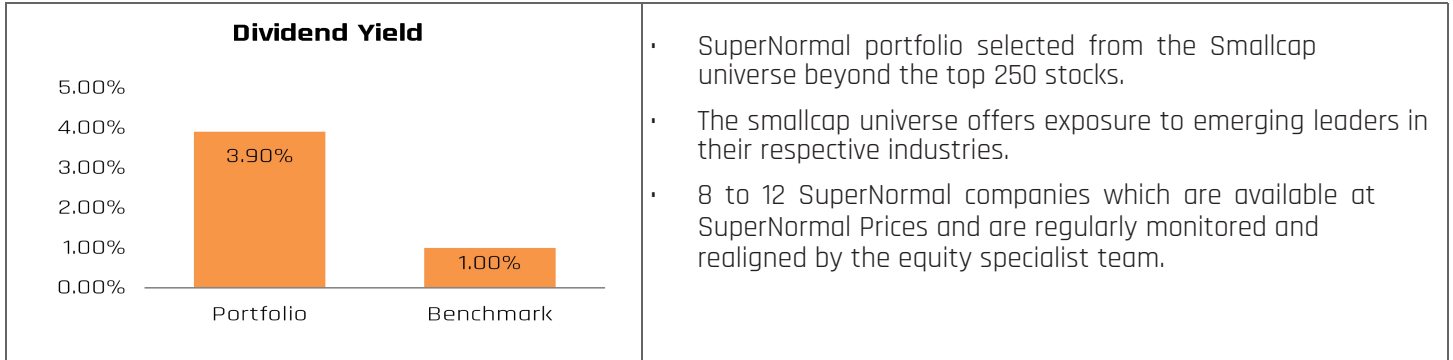 Dividend Yield
5.00%
4.00%
3.00%
2.00%
1.00%
0.00%
3.90%
1.00%
Portfolio
Benchmark
· SuperNormal portfolio selected from the Smallcap
universe beyond the top 250 stocks.
· The smallcap universe offers exposure to emerging leaders in
their respective industries.
· 8 to 12 SuperNormal companies which are available at
SuperNormal Prices and are regularly monitored and
realigned by the equity specialist team.